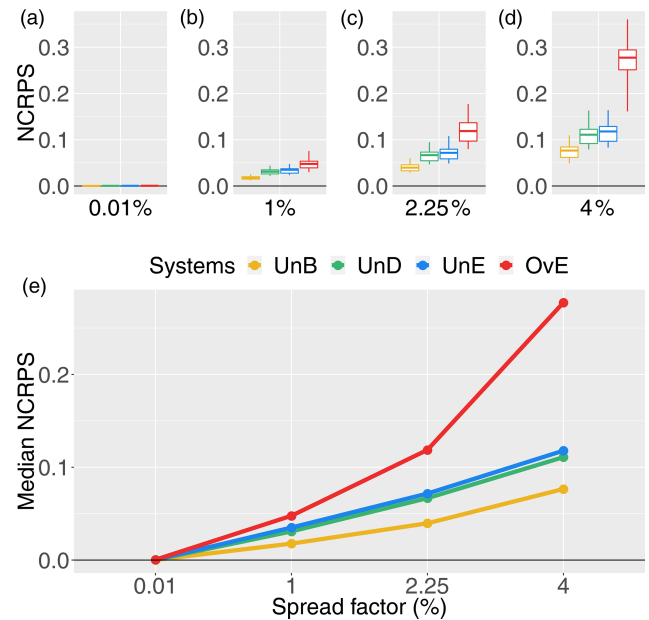 (a) (b) (c) (d)
NCRPS
0.3 0.3 0.3 0.3
0.2 0.2 0.2 0.2
0.1 0.1 0.1 0.1
0.0 0.0 0.0 0.0
0.01% 1% 2.25% 4%
Systems UnB UnD UnE OvE
(e)
Median NCRPS
0.2
0.1
0.0
0.01 1 2.25 4
Spread factor (%)